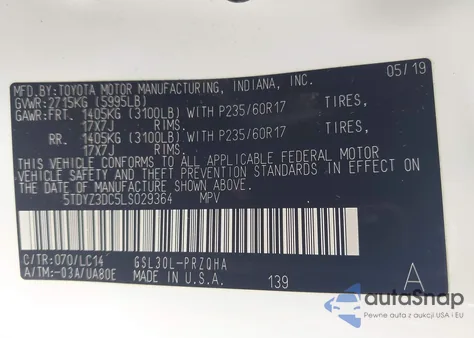 MFD.BY:TOYOTA MOTOR MANUFACTURING, INDIANA, INC. 05/19
GVWR:2715KG (5995LB)
GAWR:FRT. 1405KG (3100LB) WITH P235/60R17 TIRES,
17X7J RIMS.
RR. 1405KG (3100LB) WITH P235/60R17 TIRES,
17X7J RIMS.
THIS VEHICLE CONFORMS TO ALL APPLICABLE FEDERAL MOTOR
VEHICLE SAFETY AND THEFT PREVENTION STANDARDS IN EFFECT ON
THE DATE OF MANUFACTURE SHOWN ABOVE.
5TDYZ3DC5LS029364 MPV
C/TR:070/LC14 GSL30L-PRZQHA
A/TM:-03A/UA80E MADE IN U.S.A. 139 A
autaSnap
Pewne auta z aukcji USA i EU